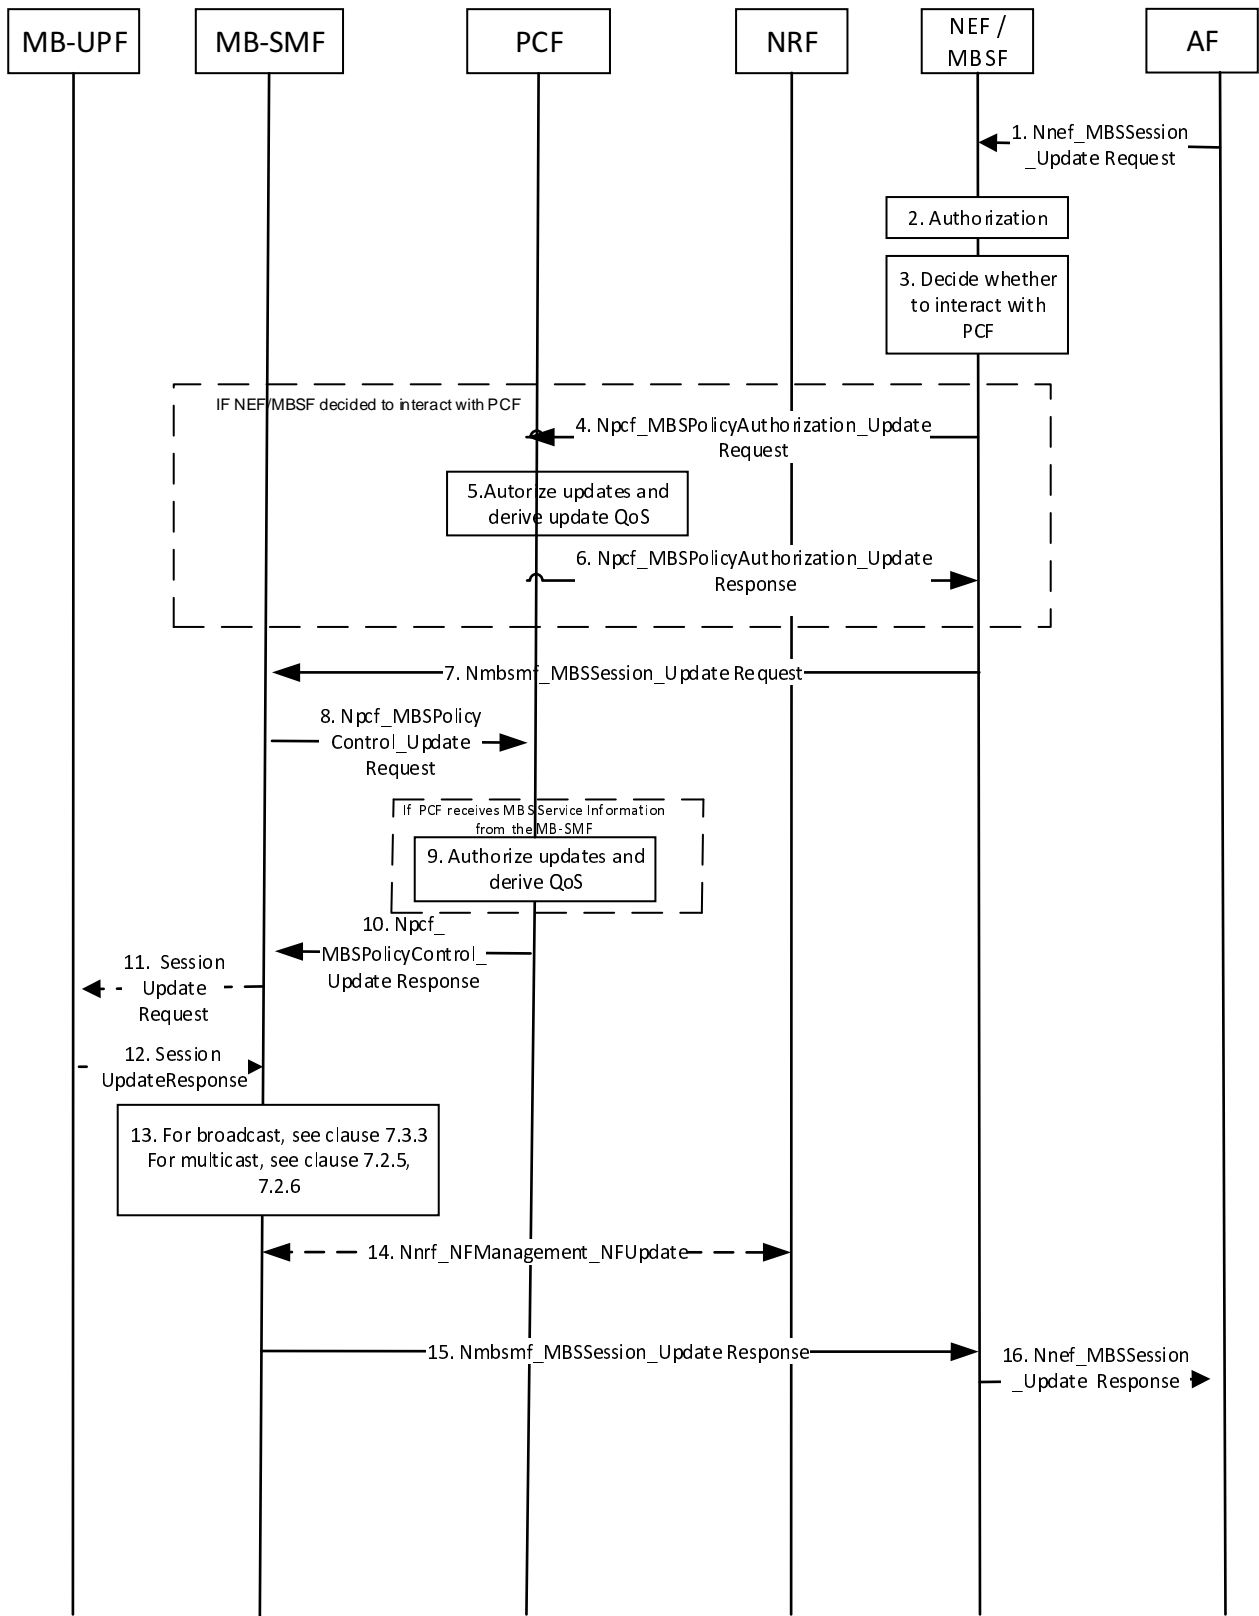 MB-UPF
MB-SMF
PCF
NRF
NEF /
MBSF
AF
1. Nnef_MBSSession
_Update Request
2. Authorization
3. Decide whether
to interact with
PCF
IF NEF/MBSF decided to interact with PCF
4. Npcf_MBSPolicyAuthorization_Update
Request
5.Autorize updates and
derive update QoS
6. Npcf_MBSPolicyAuthorization_Update
Response
7. Nmbsmf_MBSSession_Update Request
8. Npcf_MBSPolicy
Control_Update
Request
If PCF receives MBS Service Information
from the MB-SMF
9. Authorize updates and
derive QoS
10. Npcf_
MBSPolicyControl_
Update Response
11. Session
Update
Request
12. Session
UpdateResponse
13. For broadcast, see clause 7.3.3
For multicast, see clause 7.2.5,
7.2.6
14. Nnrf_NFManagement_NFUpdate
15. Nmbsmf_MBSSession_Update Response
16. Nnef_MBSSession
_Update Response